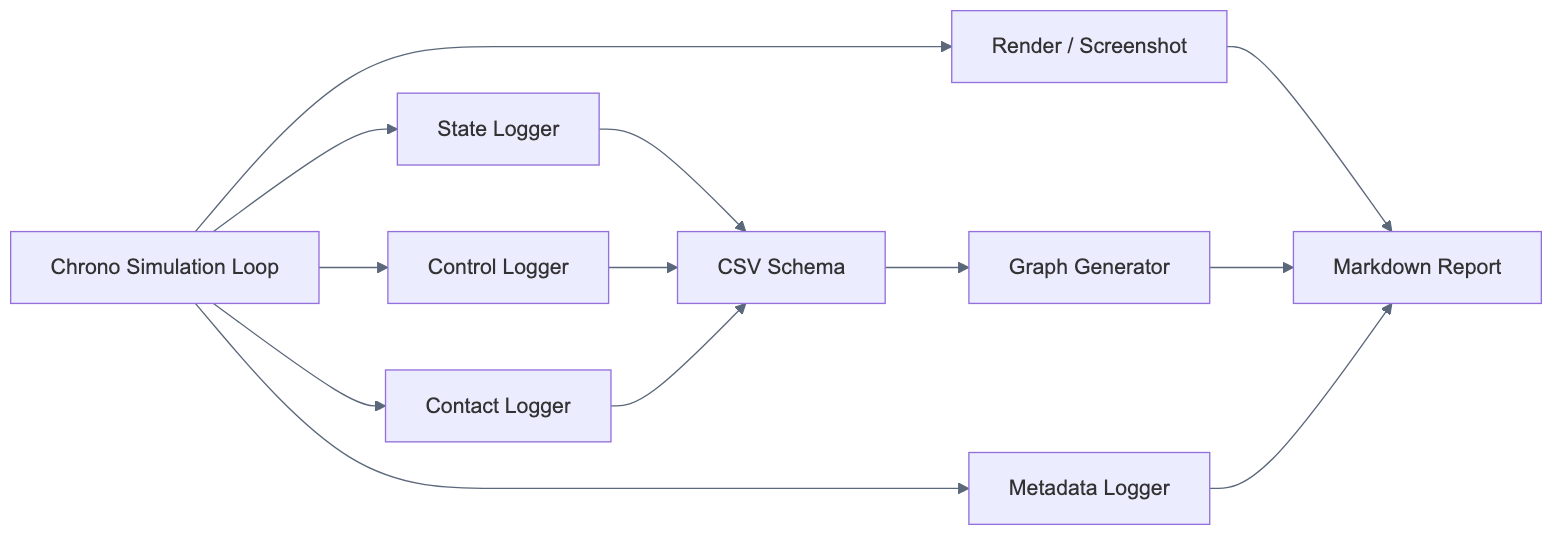 Render / Screenshot
State Logger
Chrono Simulation Loop
Control Logger
CSV Schema
Graph Generator
Markdown Report
Contact Logger
Metadata Logger